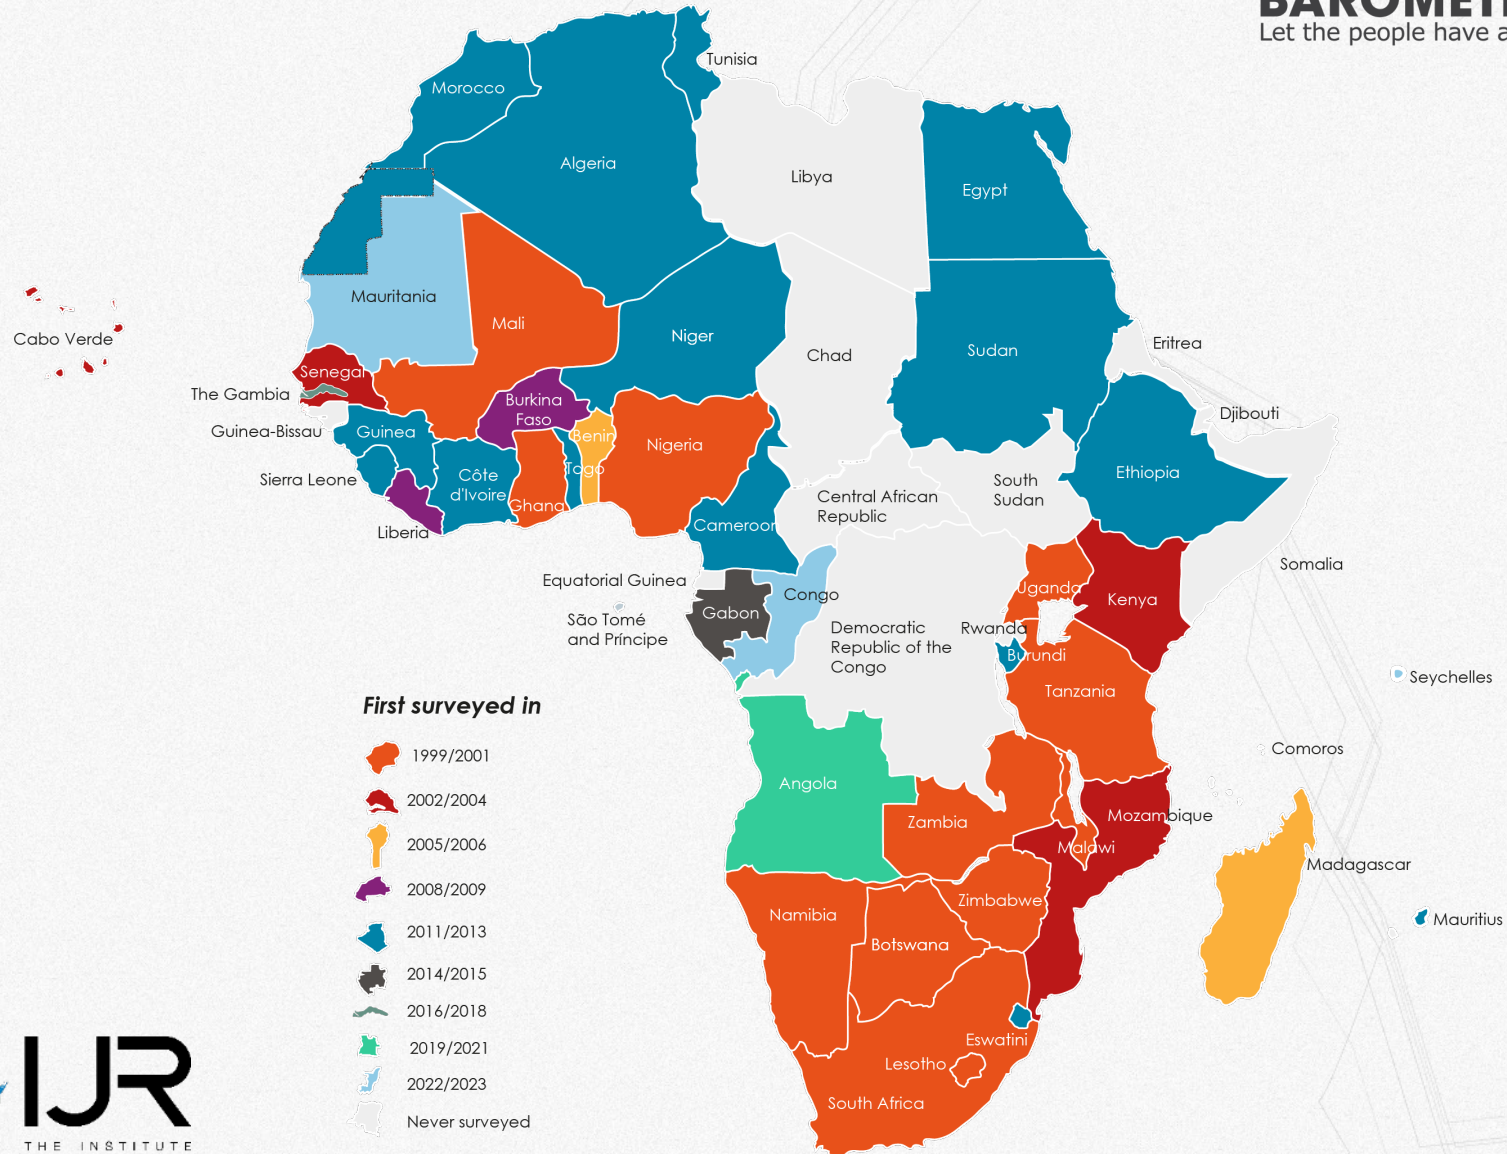 BAROMETE
Let the people have a
Tunisia
Morocco
Algeria
Libya
Egypt
Mauritania
Mali
Niger
Chad
Sudan
Eritrea
Cabo Verde
Senegal
The Gambia
Burkina
Faso
Djibouti
Guinea-Bissau
Guinea
Benin
Nigeria
Togo
Sierra Leone
Côte
d'Ivoire
Ghana
Ethiopia
South
Sudan
Central African
Republic
Liberia
Cameroon
Somalia
Equatorial Guinea
Congo
Uganda
Kenya
São Tomé
and Príncipe
Gabon
Rwanda
Democratic
Republic of the
Congo
Burundi
Seychelles
Tanzania
Comoros
Angola
Zambia
Mozambique
Malawi
Madagascar
Zimbabwe
Namibia
Mauritius
Botswana
Eswatini
Lesotho
South Africa
First surveyed in
1999/2001
2002/2004
2005/2006
2008/2009
2011/2013
2014/2015
2016/2018
2019/2021
2022/2023
Never surveyed
IJR
THE INSTITUTE